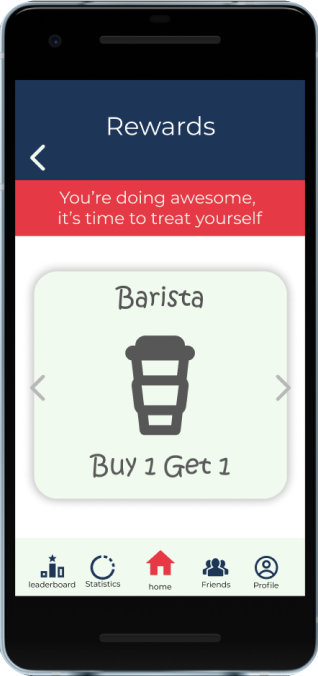 Rewards
You're doing awesome,
it's time to treat yourself
Barista
Buy 1 Get 1
leaderboard Statistics home Friends Profile